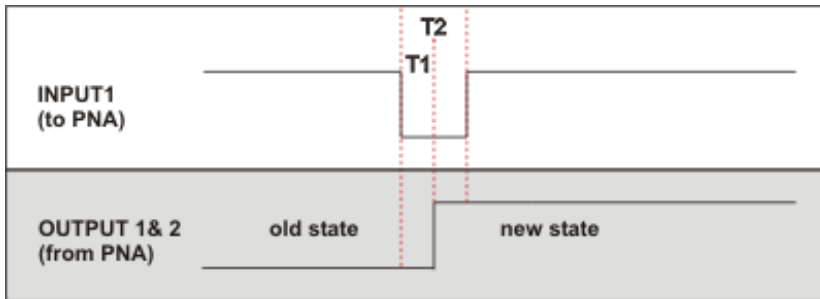 T2
T1
INPUT1
(to PNA)
OUTPUT 1& 2
(from PNA)
old state
new state